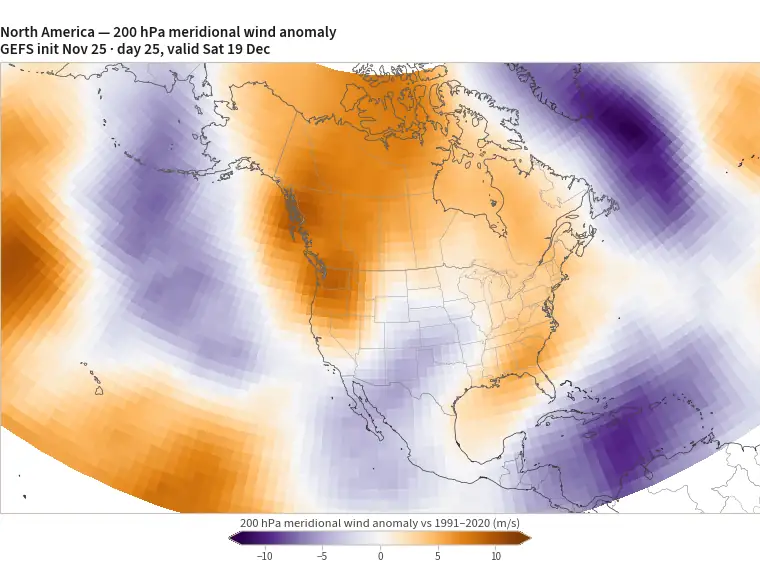 North America — 200 hPa meridional wind anomaly
GEFS init Nov 25 · day 25, valid Sat 19 Dec
200 hPa meridional wind anomaly vs 1991–2020 (m/s)
−10 −5 0 5 10